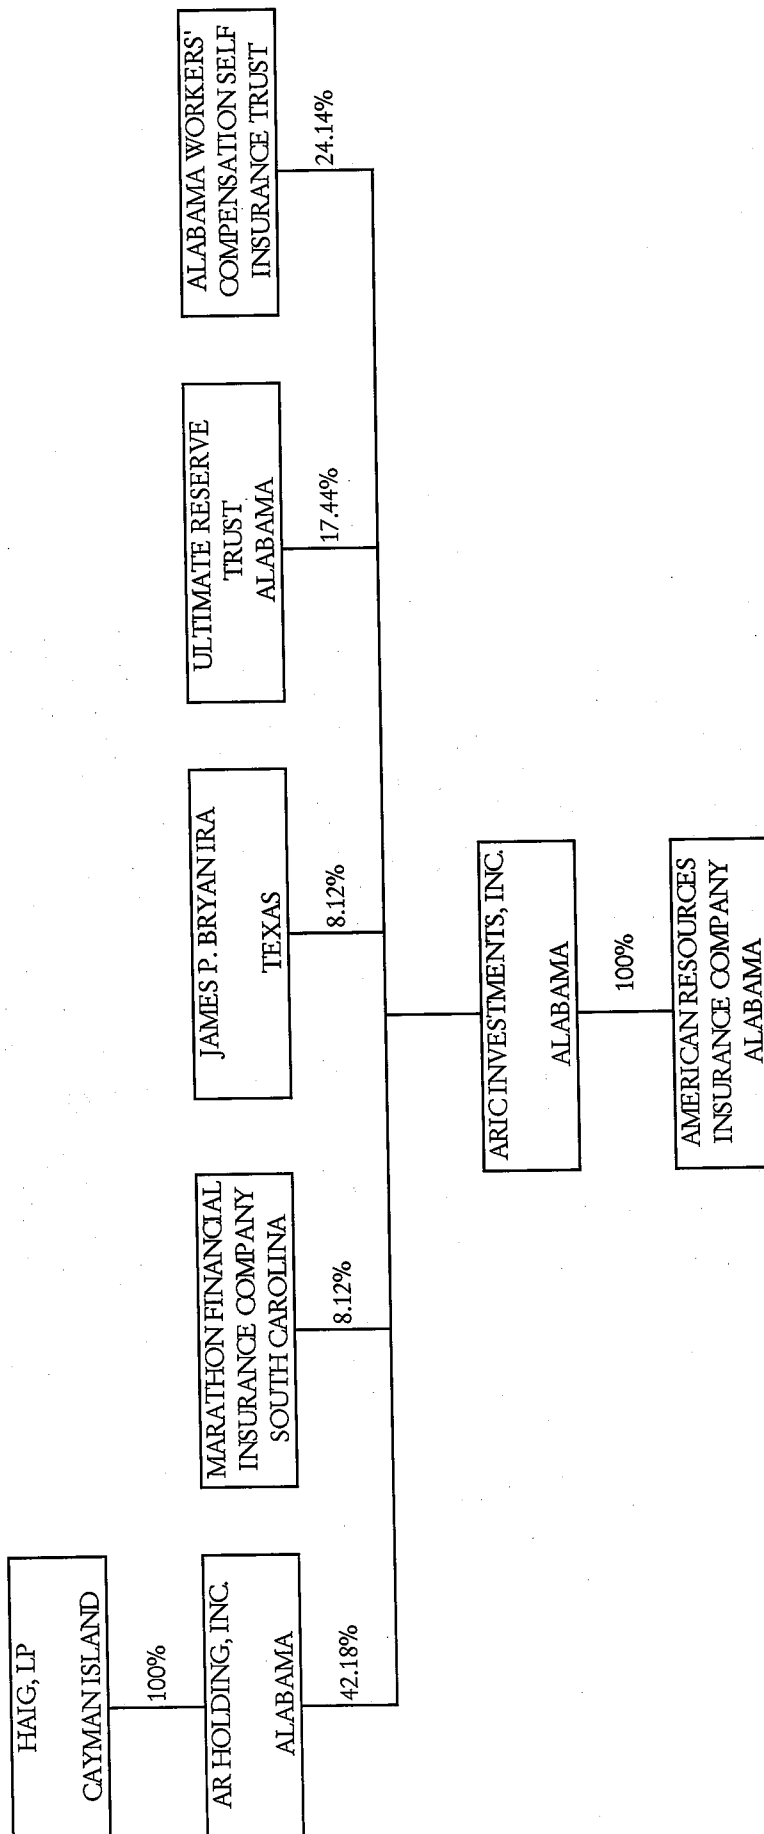 HAIG, LP
CAYMAN ISLAND
100%
AR HOLDING, INC.
ALABAMA
42.18%
MARATHON FINANCIAL
INSURANCE COMPANY
SOUTH CAROLINA
8.12%
JAMES P. BRYAN IRA
TEXAS
8.12%
ULTIMATE RESERVE
TRUST
ALABAMA
17.44%
ALABAMA WORKERS'
COMPENSATION SELF
INSURANCE TRUST
24.14%
ARIC INVESTMENTS, INC.
ALABAMA
100%
AMERICAN RESOURCES
INSURANCE COMPANY
ALABAMA